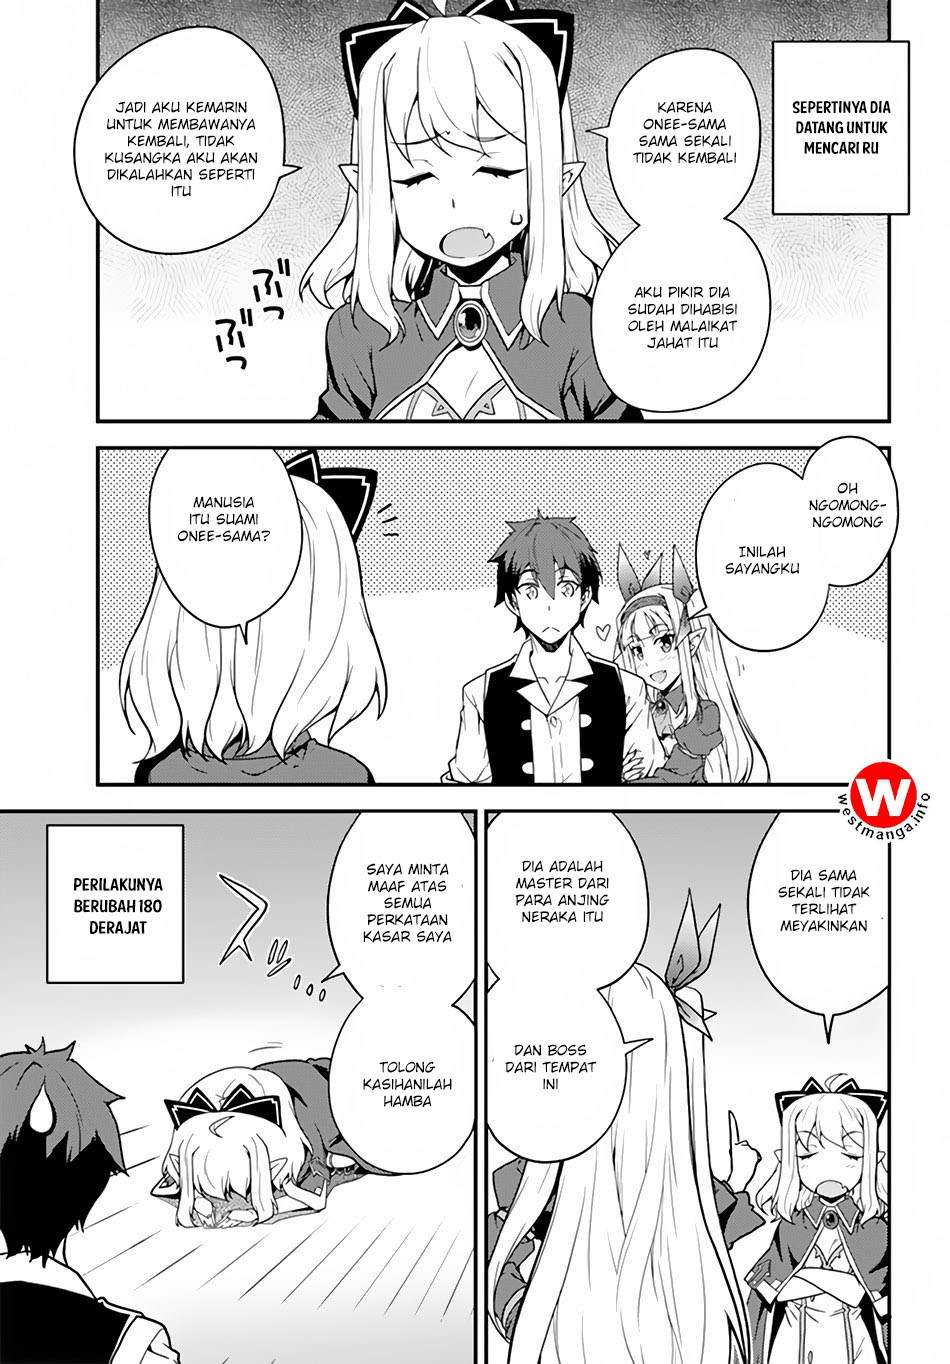 SEPERTINYA DIA
DATANG UNTUK
MENCARI RU
KARENA
ONEE-SAMA
SAMA SEKALI
TIDAK KEMBALI
AKU PIKIR DIA
SUDAH DIHABISI
OLEH MALAIKAT
JAHAT ITU
JADI AKU KEMARIN
UNTUK MEMBAWANYA
KEMBALI, TIDAK
KUSANGKA AKU AKAN
DIKALAHKAN SEPERTI
ITU
ぶっ
ぶっ
OH
NGOMONG-
NGOMONG
INILAH
SAYANGKU
MANUSIA
ITU SUAMI
ONEE-SAMA?
W
westmanga.info
DIA SAMA
SEKALI TIDAK
TERLIHAT
MEYAKINKAN
DIA ADALAH
MASTER DARI
PARA ANJING
NERAKA ITU
DAN BOSS
DARI TEMPAT
INI
SAYA MINTA
MAAF ATAS
SEMUA
PERKATAAN
KASAR SAYA
TOLONG
KASIHANILAH
HAMBA
PERILAKUNYA
BERUBAH 180
DERAJAT